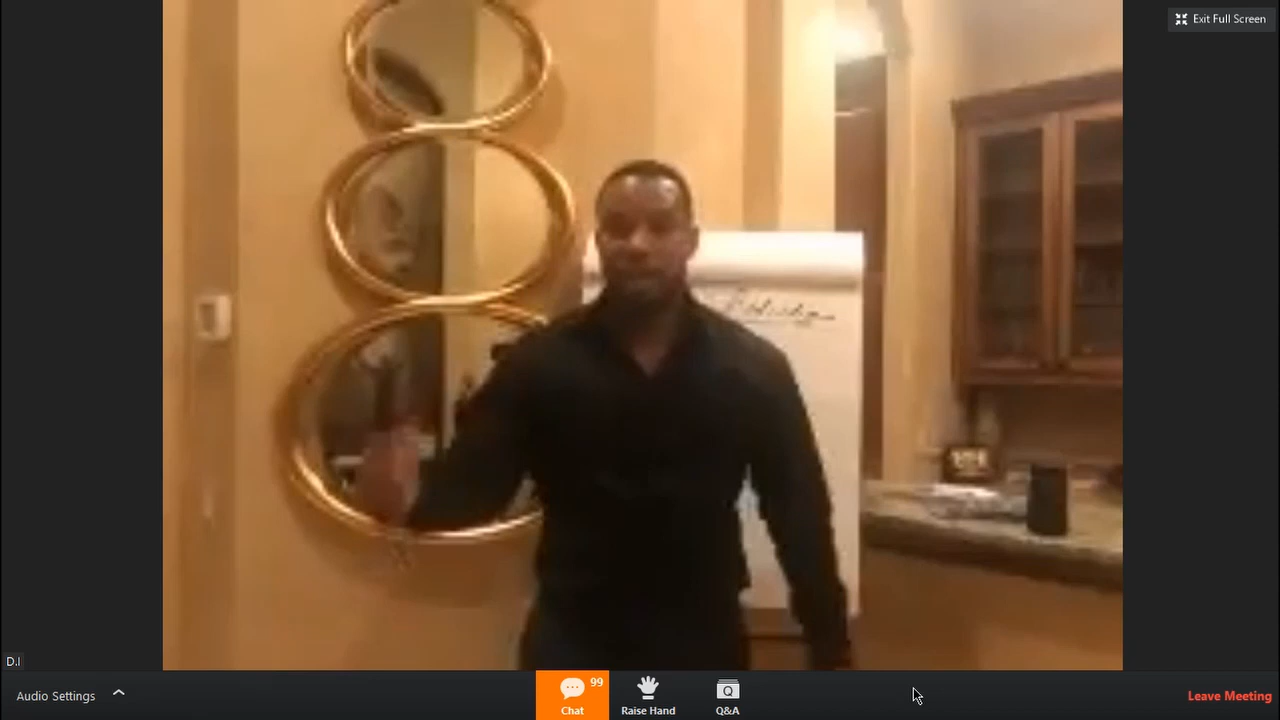 Exit Full Screen
D.I
Audio Settings
Chat
99
Raise Hand
Q
Q&A
Leave Meeting